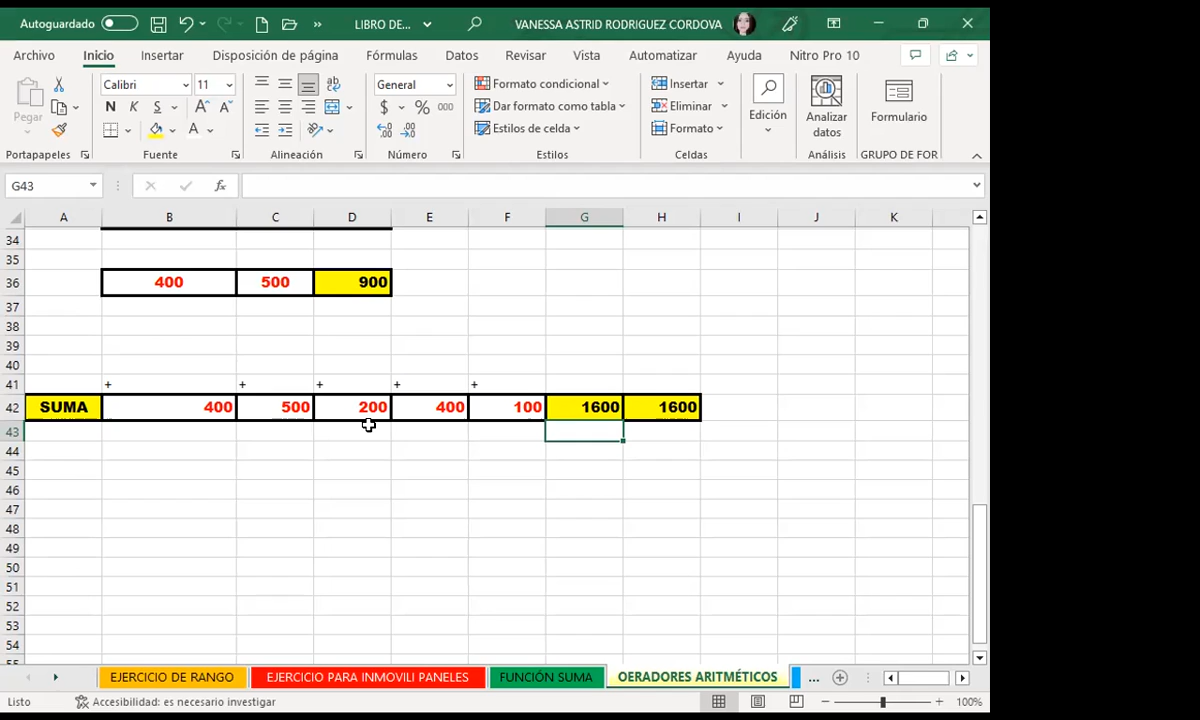 Autoguardado LIBRO DE... VANESSA ASTRID RODRIGUEZ CORDOVA
Archivo Inicio Insertar Disposición de página Fórmulas Datos Revisar Vista Automatizar Ayuda Nitro Pro 10
Pegar
Calibri 11
N K S A A
A
ab
General
$ % 000
Formato condicional
Dar formato como tabla
Estilos de celda
Insertar
Eliminar
Formato
Edición
Analizar datos
Formulario
Portapapeles Fuente Alineación Número Estilos Celdas Análisis GRUPO DE FOR
G43 fx
A B C D E F G H I J K
34
35
36 400 500 900
37
38
39
40
41 + + + + +
42 SUMA 400 500 200 400 100 1600 1600
43
44
45
46
47
48
49
50
51
52
53
54
55
EJERCICIO DE RANGO EJERCICIO PARA INMOVILI PANELES FUNCIÓN SUMA OERADORES ARITMÉTICOS ...
Listo Accesibilidad: es necesario investigar 100%